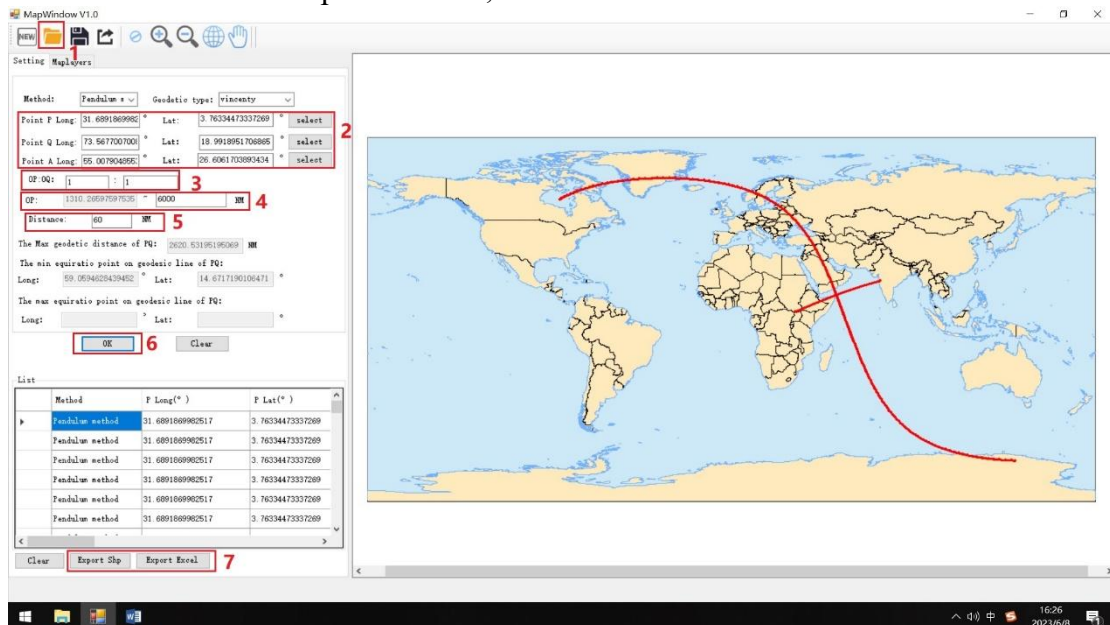 MapWindow V1.0
NEW
1
Setting Maplayers
Method: Pendulum s Geodatic type: vincenty
Point P Long: 31.6891869982 ° Lat: 3.76334473337269 ° select
2
Point Q Long: 73.567700700 ° Lat: 18.9918951706865 ° select
Point A Long: 55.007904855 ° Lat: 26.6061703893434 ° select
OP:OQ: 1 : 1 3
OP: 1310.26597597535 ~ 6000 NM 4
Distance: 60 NM 5
The Max geodetic distance of PQ: 2620.53195195069 NM
The min equiratio point on geodesic line of PQ:
Long: 59.0594628439452 ° Lat: 14.6717190106471 °
The max equiratio point on geodesic line of PQ:
Long: ° Lat: °
OK 6 Clear
List
Method P Long(° ) P Lat(° )
Pendulum method 31.6891869982517 3.76334473337269
Pendulum method 31.6891869982517 3.76334473337269
Pendulum method 31.6891869982517 3.76334473337269
Pendulum method 31.6891869982517 3.76334473337269
Pendulum method 31.6891869982517 3.76334473337269
Pendulum method 31.6891869982517 3.76334473337269
Clear Export Shp Export Excel 7
中 16:26
2023/6/8